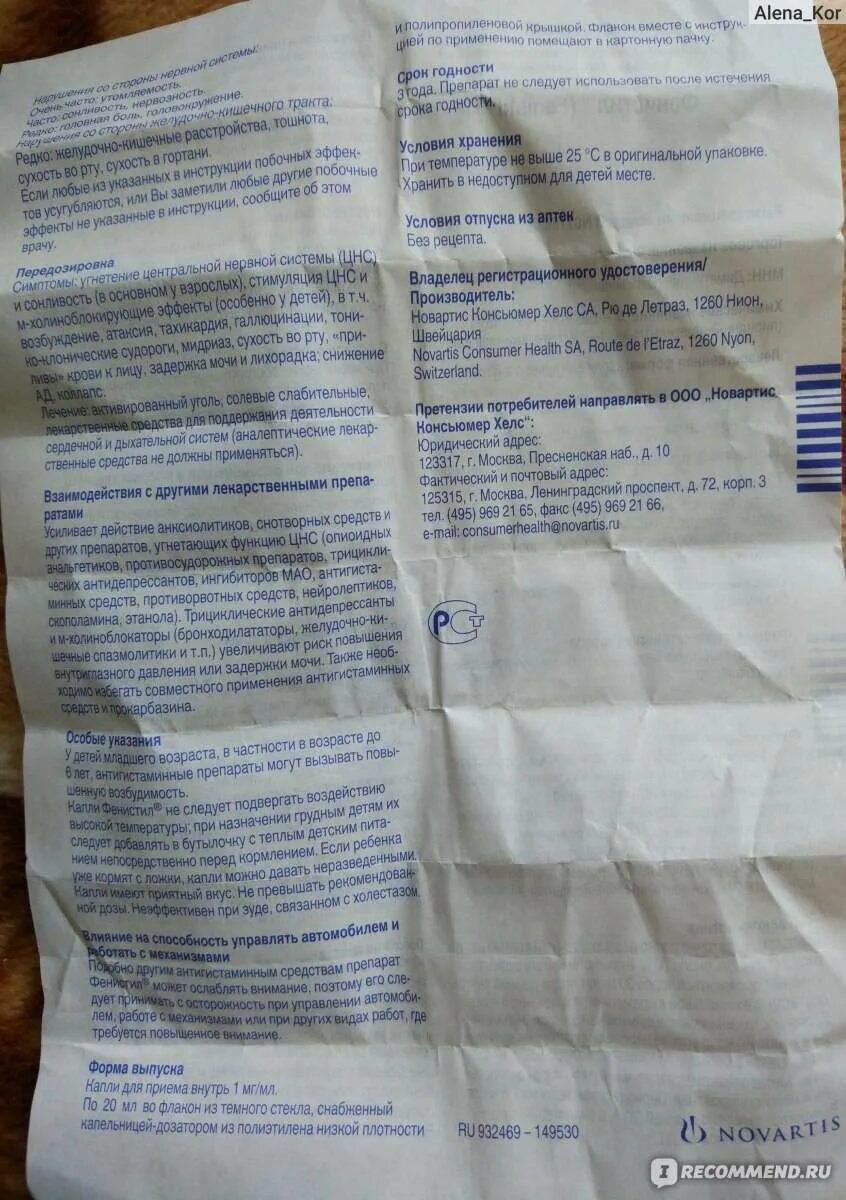 Alena_Kor
Нарушения со стороны нервной системы:
Очень часто: утомляемость.
Часто: сонливость, нервозность.
Редко: головная боль, головокружение.
Нарушения со стороны желудочно-кишечного тракта:
Редко: желудочно-кишечные расстройства, тошнота,
сухость во рту, сухость в гортани.
Если любые из указанных в инструкции побочных эффек-
тов усугубляются, или Вы заметили любые другие побочные
эффекты не указанные в инструкции, сообщите об этом
врачу.
Передозировка
Симптомы: угнетение центральной нервной системы (ЦНС)
и сонливость (в основном у взрослых), стимуляция ЦНС и
м-холиноблокирующие эффекты (особенно у детей), в т.ч.
возбуждение, атаксия, тахикардия, галлюцинации, тони-
ко-клонические судороги, мидриаз, сухость во рту, «при-
ливы» крови к лицу, задержка мочи и лихорадка; снижение
АД, коллапс.
Лечение: активированный уголь, солевые слабительные,
лекарственные средства для поддержания деятельности
сердечной и дыхательной систем (аналептические лекар-
ственные средства не должны применяться).
Взаимодействия с другими лекарственными препа-
ратами
Усиливает действие анксиолитиков, снотворных средств и
других препаратов, угнетающих функцию ЦНС (опиоидных
анальгетиков, противосудорожных препаратов, трицикли-
ческих антидепрессантов, ингибиторов МАО, антигиста-
минных средств, противорвотных средств, нейролептиков,
скополамина, этанола). Трициклические антидепрессанты
и м-холиноблокаторы (бронходилататоры, желудочно-ки-
шечные спазмолитики и т.п.) увеличивают риск повышения
внутриглазного давления или задержки мочи. Также необ-
ходимо избегать совместного применения антигистаминных
средств и прокарбазина.
Особые указания
У детей младшего возраста, в частности в возрасте до
6 лет, антигистаминные препараты могут вызывать повы-
шенную возбудимость.
Капли Фенистил® не следует подвергать воздействию
высокой температуры; при назначении грудным детям их
следует добавлять в бутылочку с теплым детским пита-
нием непосредственно перед кормлением. Если ребенка
уже кормят с ложки, капли можно давать неразведенными.
Капли имеют приятный вкус. Не превышать рекомендован-
ной дозы. Неэффективен при зуде, связанном с холестазом.
Влияние на способность управлять автомобилем и
работать с механизмами
Подобно другим антигистаминным средствам препарат
Фенистил® может ослаблять внимание, поэтому его сле-
дует принимать с осторожностью при управлении автомоби-
лем, работе с механизмами или при других видах работ, где
требуется повышенное внимание.
Форма выпуска
Капли для приема внутрь 1 мг/мл.
По 20 мл во флакон из темного стекла, снабженный
капельницей-дозатором из полиэтилена низкой плотности
и полипропиленовой крышкой. Флакон вместе с инструк-
цией по применению помещают в картонную пачку.
Срок годности
3 года. Препарат не следует использовать после истечения
срока годности.
Условия хранения
При температуре не выше 25 °C в оригинальной упаковке.
Хранить в недоступном для детей месте.
Условия отпуска из аптек
Без рецепта.
Владелец регистрационного удостоверения/
Производитель:
Новартис Консьюмер Хелс СА, Рю де Летраз, 1260 Нион,
Швейцария
Novartis Consumer Health SA, Route de l'Etraz, 1260 Nyon,
Switzerland.
Претензии потребителей направлять в ООО „Новартис
Консьюмер Хелс“:
Юридический адрес:
123317, г. Москва, Пресненская наб., д. 10
Фактический и почтовый адрес:
125315, г. Москва, Ленинградский проспект, д. 72, корп. 3
тел. (495) 969 21 65, факс (495) 969 21 66,
e-mail: consumerhealth@novartis.ru
РСТ
RU 932469 – 149530
NOVARTIS
IRECOMMEND.RU